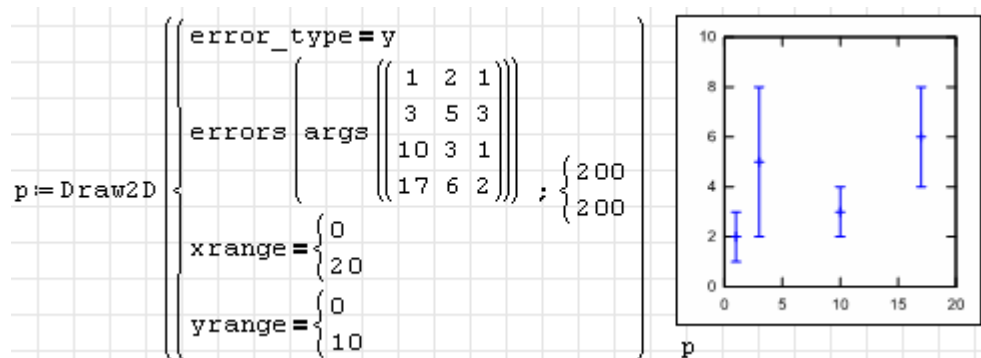 error_type=y
1 2 1
3 5 3
errors args
10 3 1
17 6 2
p≔Draw2D ; 200
200
xrange= 0
20
yrange= 0
10
10
8
6
4
2
0
0 5 10 15 20
p